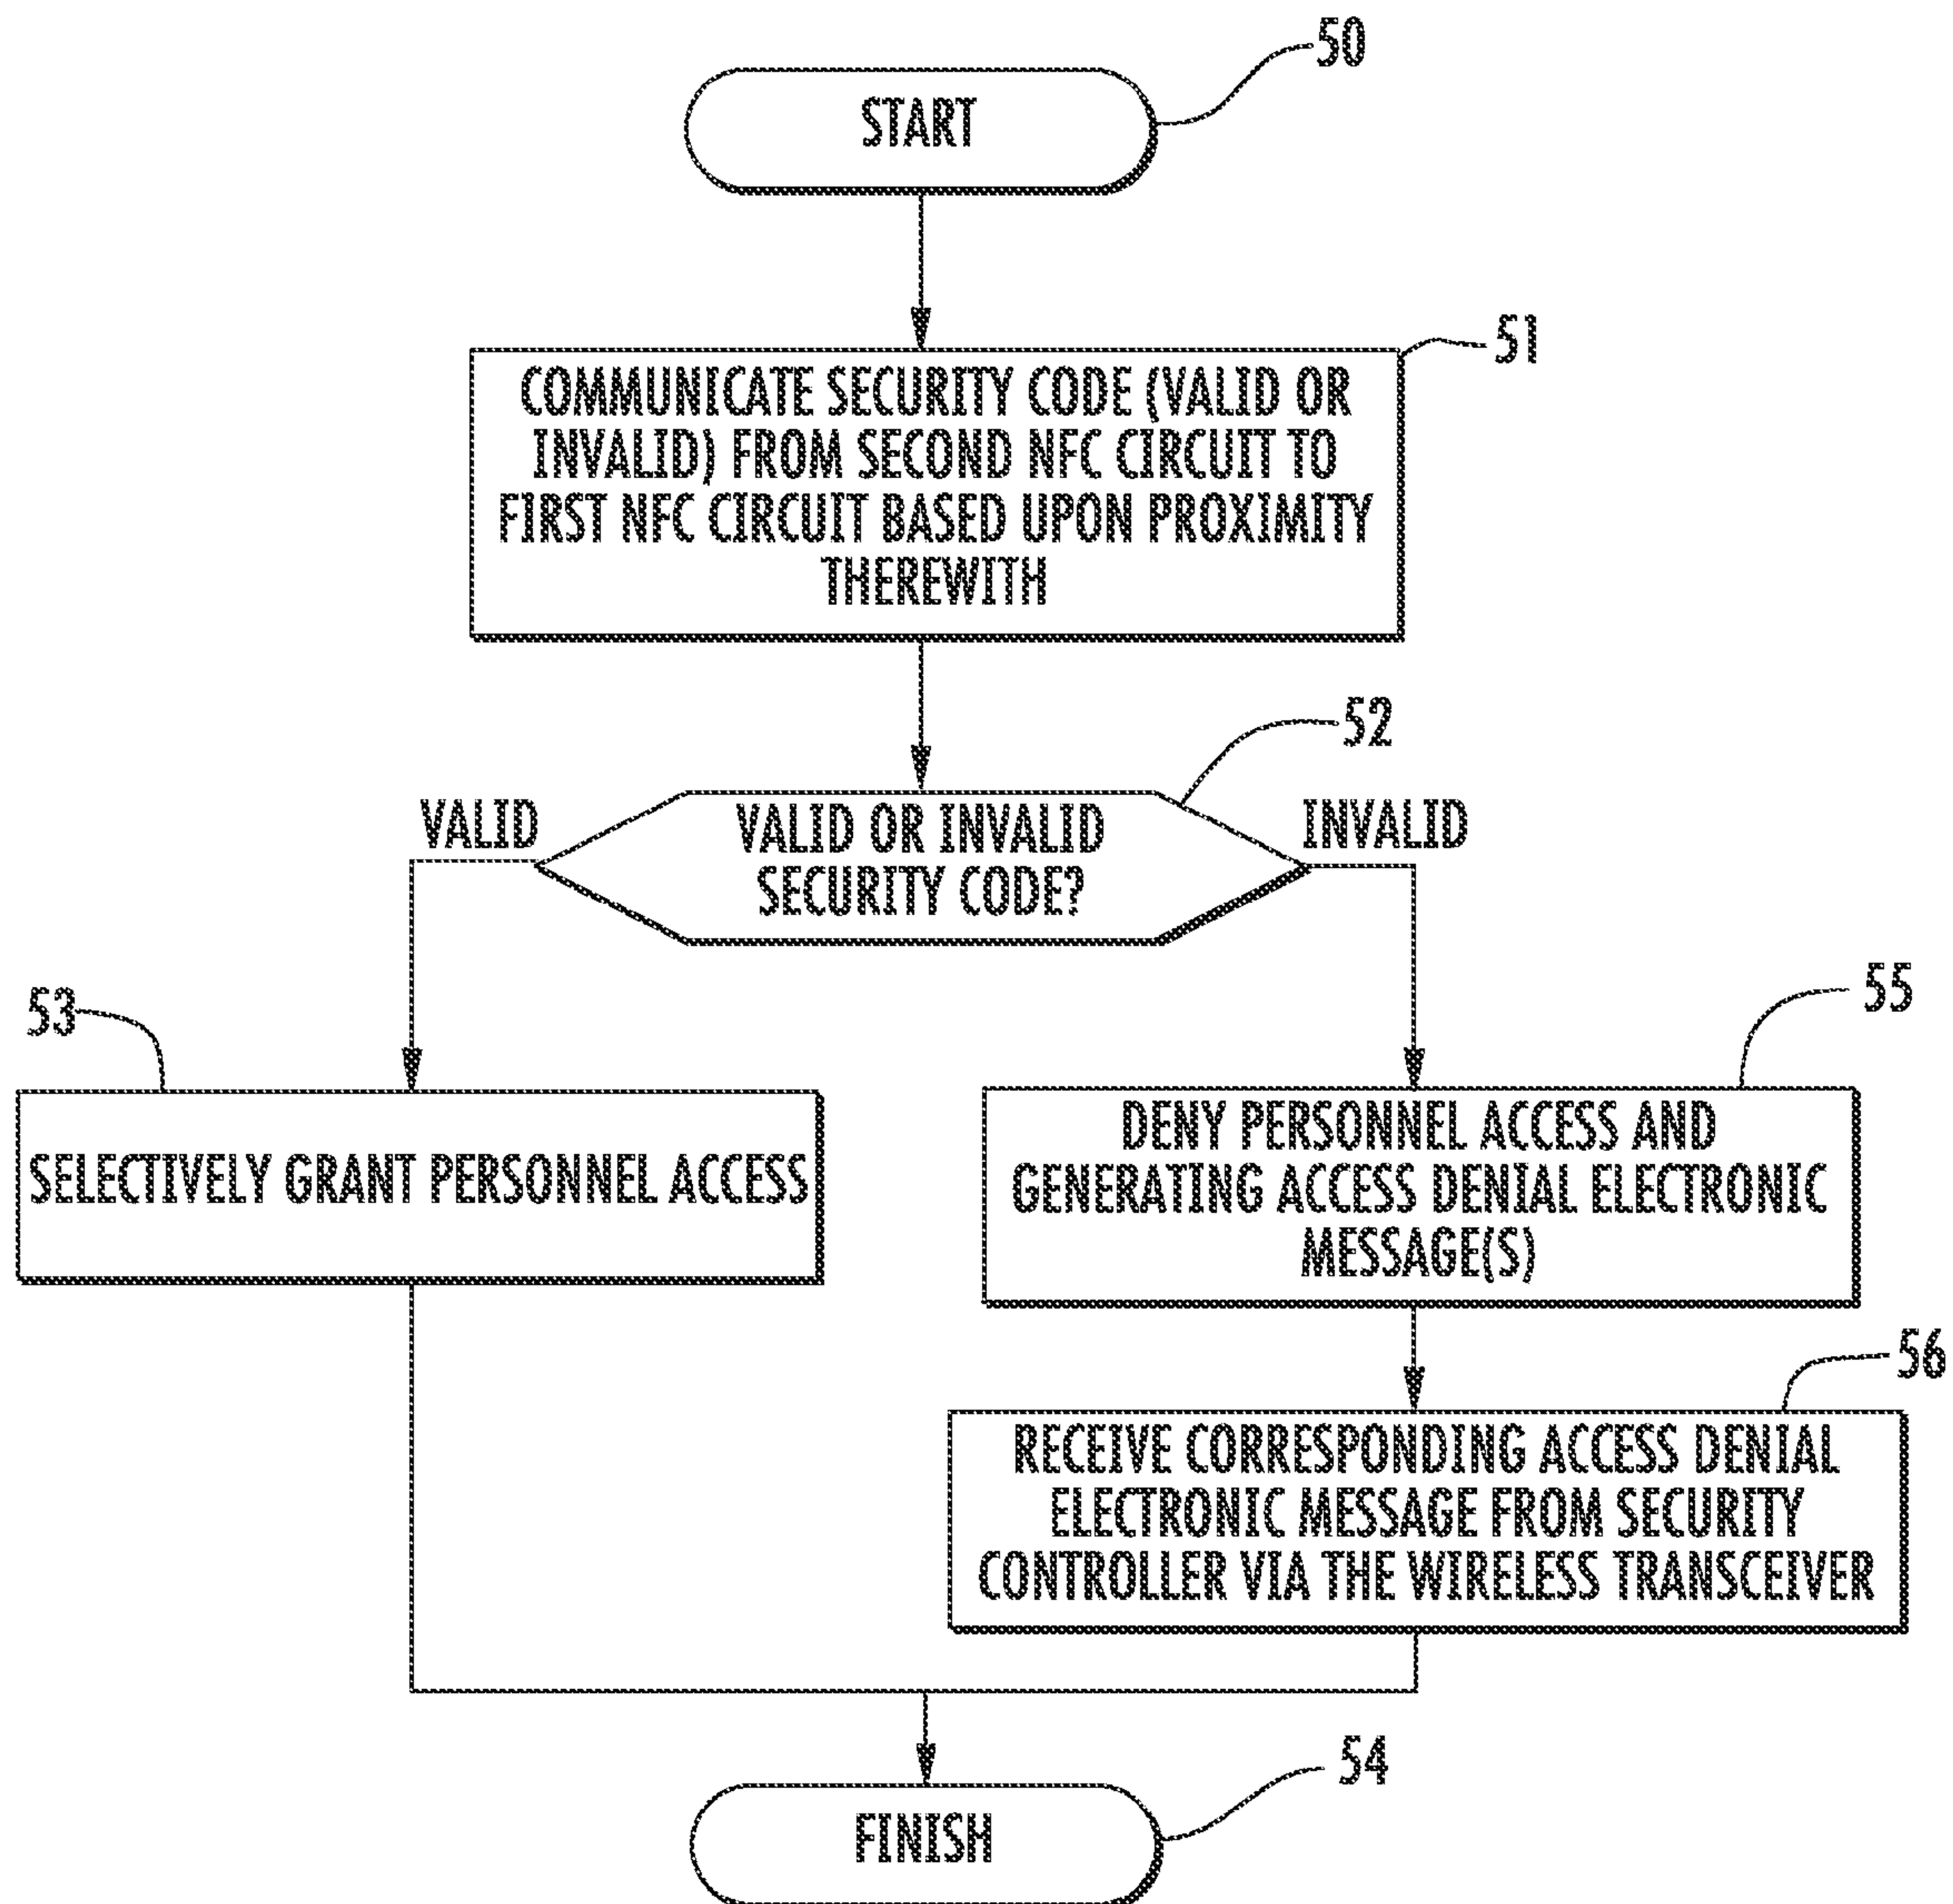 50
START
51
COMMUNICATE SECURITY CODE (VALID OR
INVALID) FROM SECOND NFC CIRCUIT TO
FIRST NFC CIRCUIT BASED UPON PROXIMITY
THEREWITH
52
VALID
VALID OR INVALID
SECURITY CODE?
INVALID
53
SELECTIVELY GRANT PERSONNEL ACCESS
55
DENY PERSONNEL ACCESS AND
GENERATING ACCESS DENIAL ELECTRONIC
MESSAGE(S)
56
RECEIVE CORRESPONDING ACCESS DENIAL
ELECTRONIC MESSAGE FROM SECURITY
CONTROLLER VIA THE WIRELESS TRANSCEIVER
54
FINISH